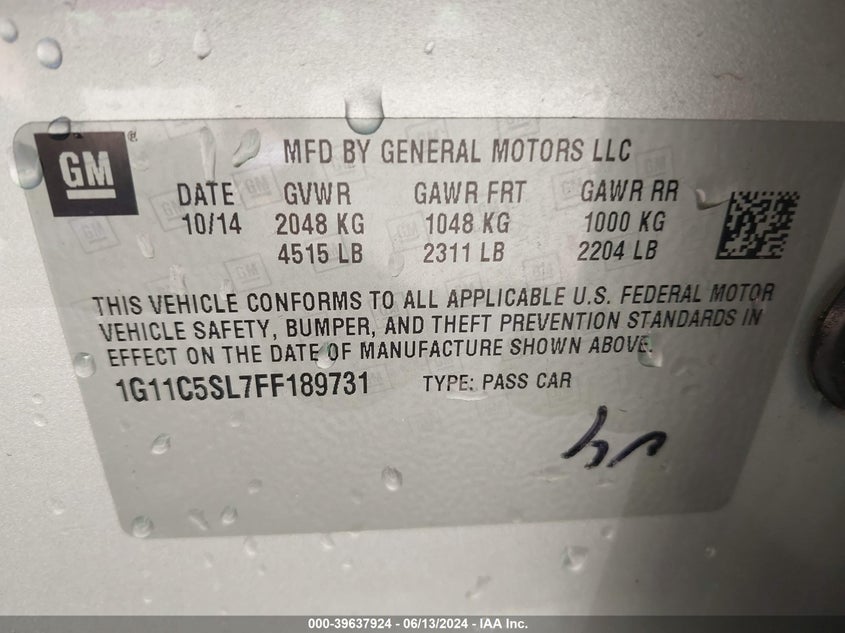 GM
MFD BY GENERAL MOTORS LLC
DATE GVWR GAWR FRT GAWR RR
10/14 2048 KG 1048 KG 1000 KG
4515 LB 2311 LB 2204 LB
THIS VEHICLE CONFORMS TO ALL APPLICABLE U.S. FEDERAL MOTOR
VEHICLE SAFETY, BUMPER, AND THEFT PREVENTION STANDARDS IN
EFFECT ON THE DATE OF MANUFACTURE SHOWN ABOVE.
1G11C5SL7FF189731 TYPE: PASS CAR
000-39637924 - 06/13/2024 - IAA Inc.